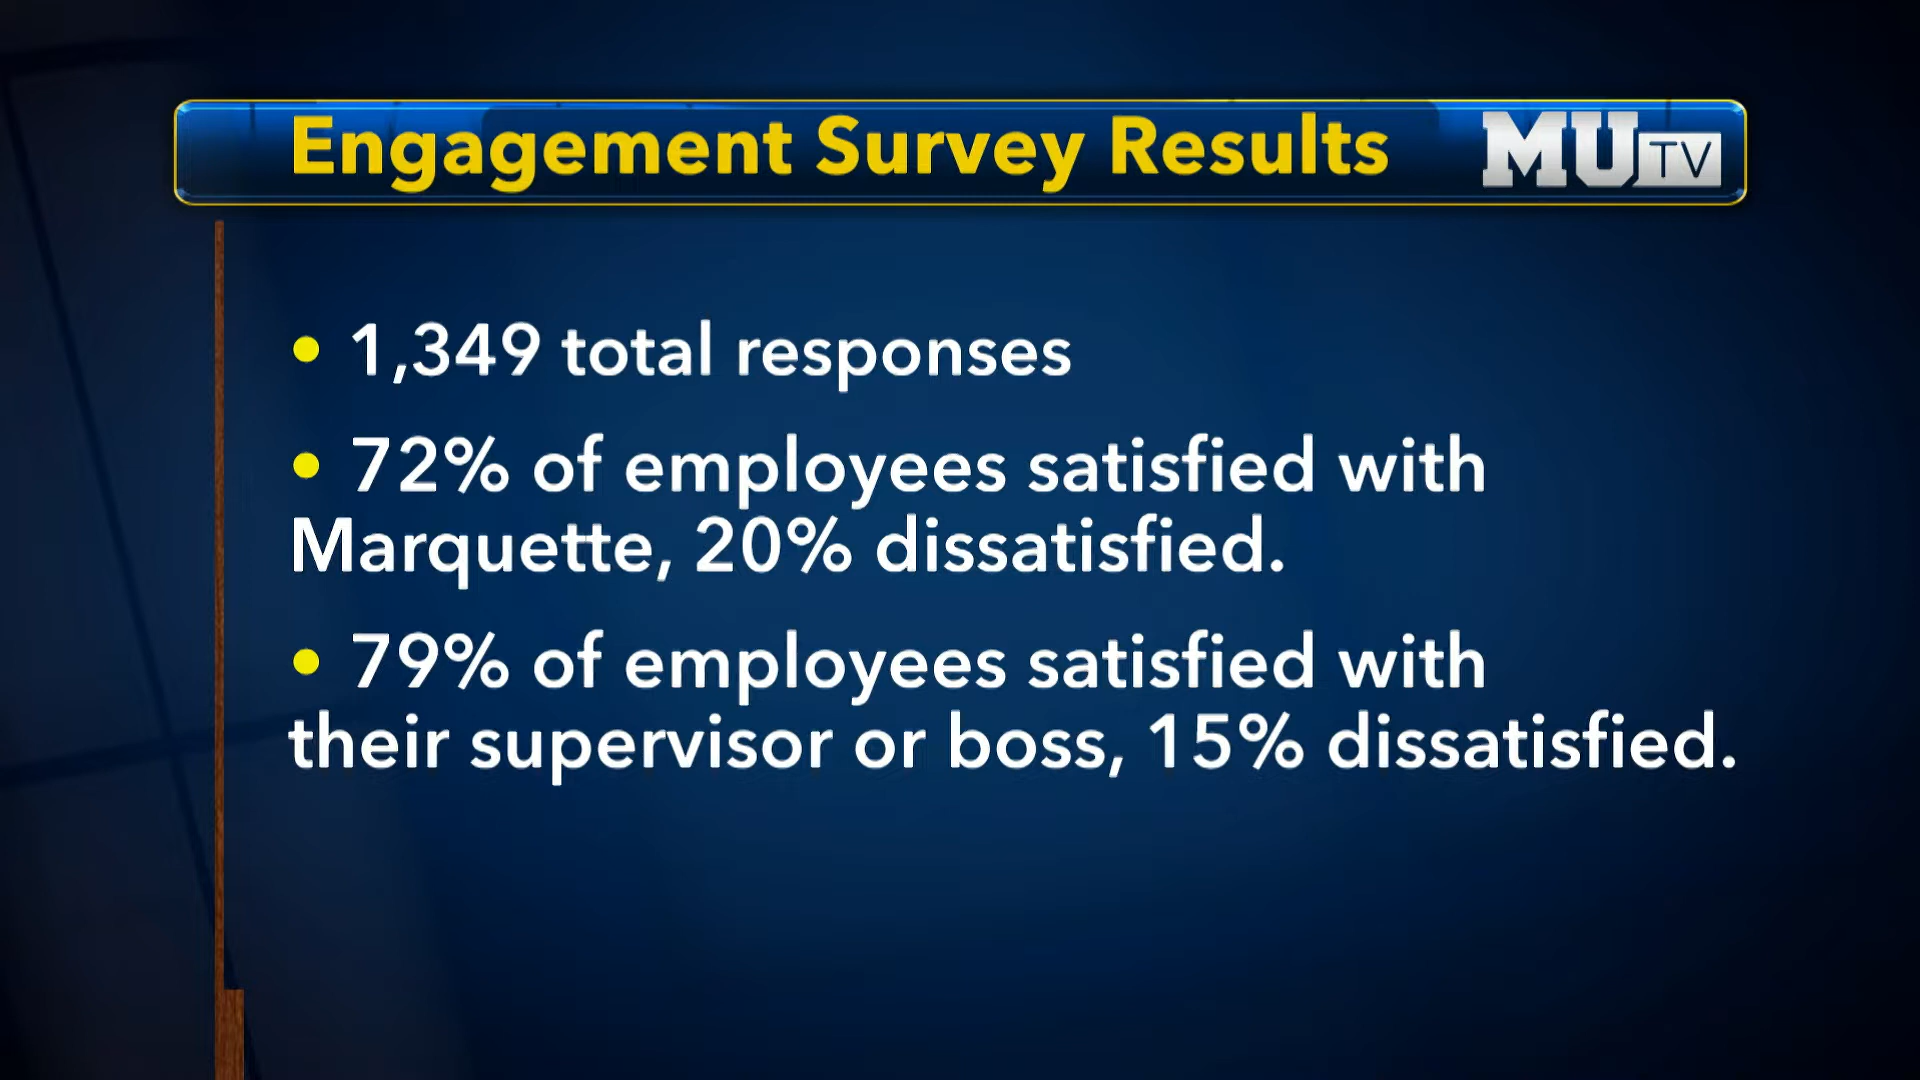 Engagement Survey Results MU TV
• 1,349 total responses
• 72% of employees satisfied with
Marquette, 20% dissatisfied.
• 79% of employees satisfied with
their supervisor or boss, 15% dissatisfied.